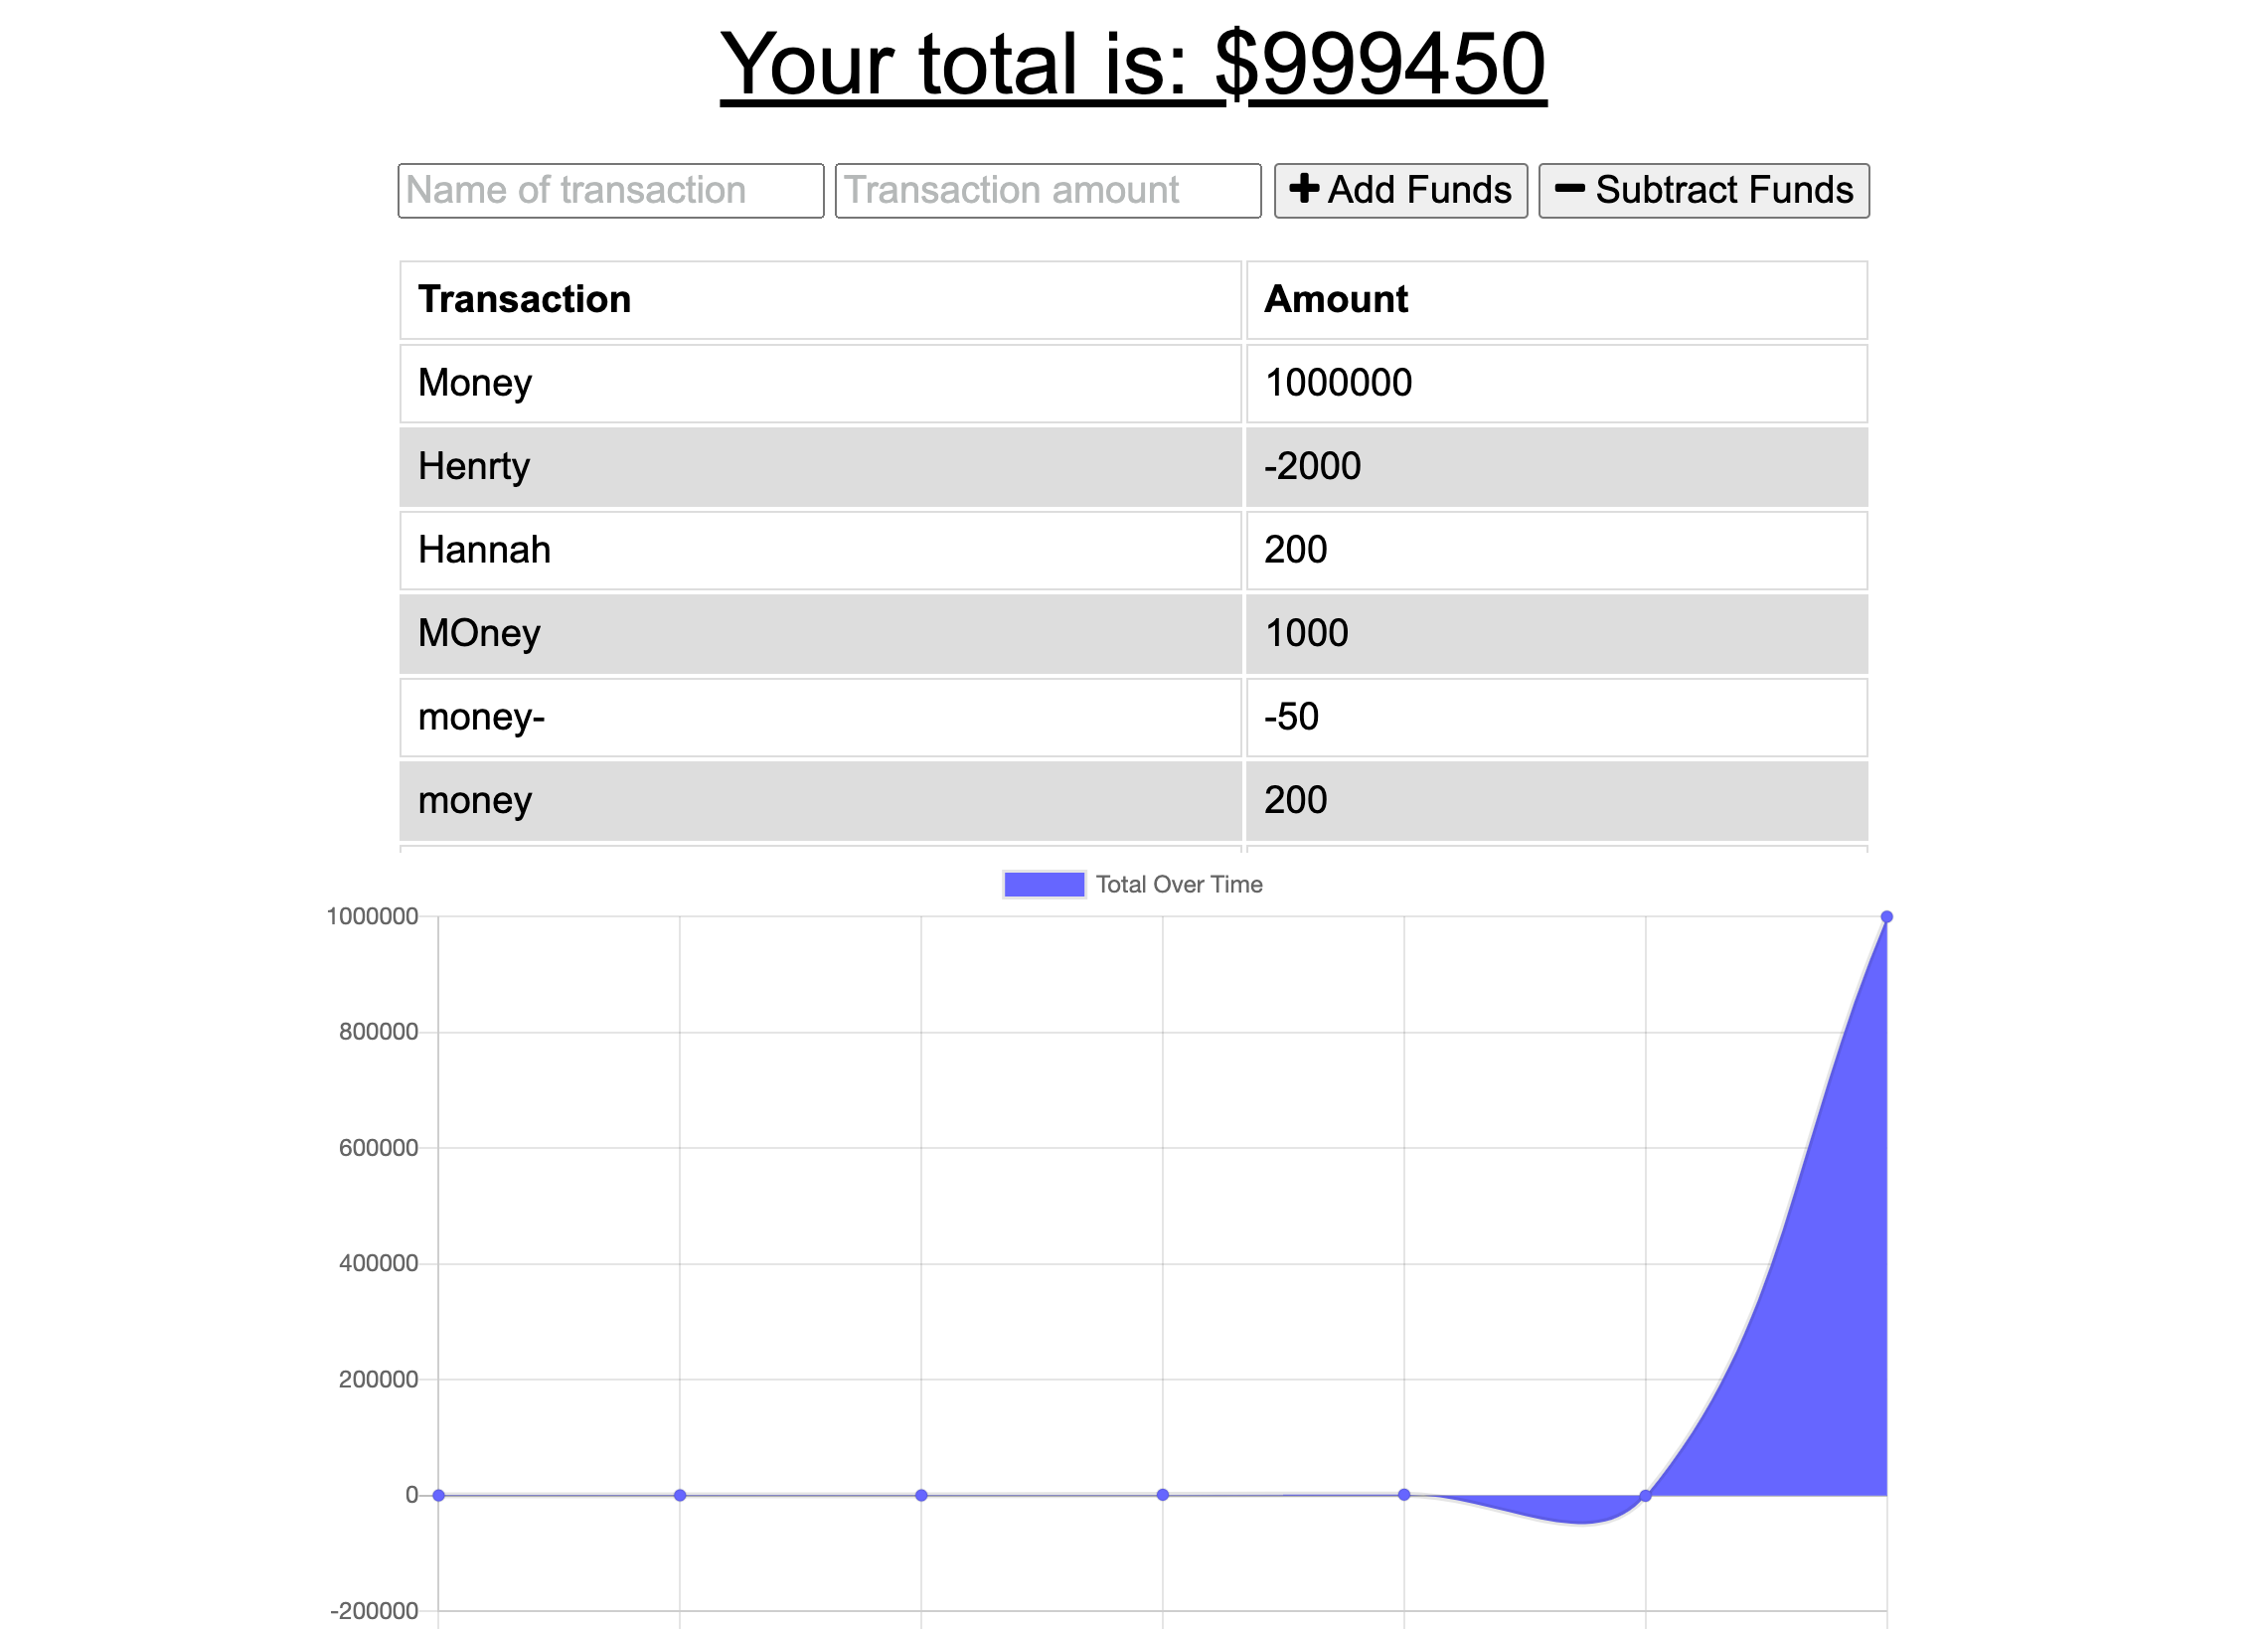 Your total is: $999450
Name of transaction Transaction amount Add Funds Subtract Funds
Transaction Amount
Money 1000000
Henrty -2000
Hannah 200
MOney 1000
money- -50
money 200
Total Over Time
1000000
800000
600000
400000
200000
0
-200000